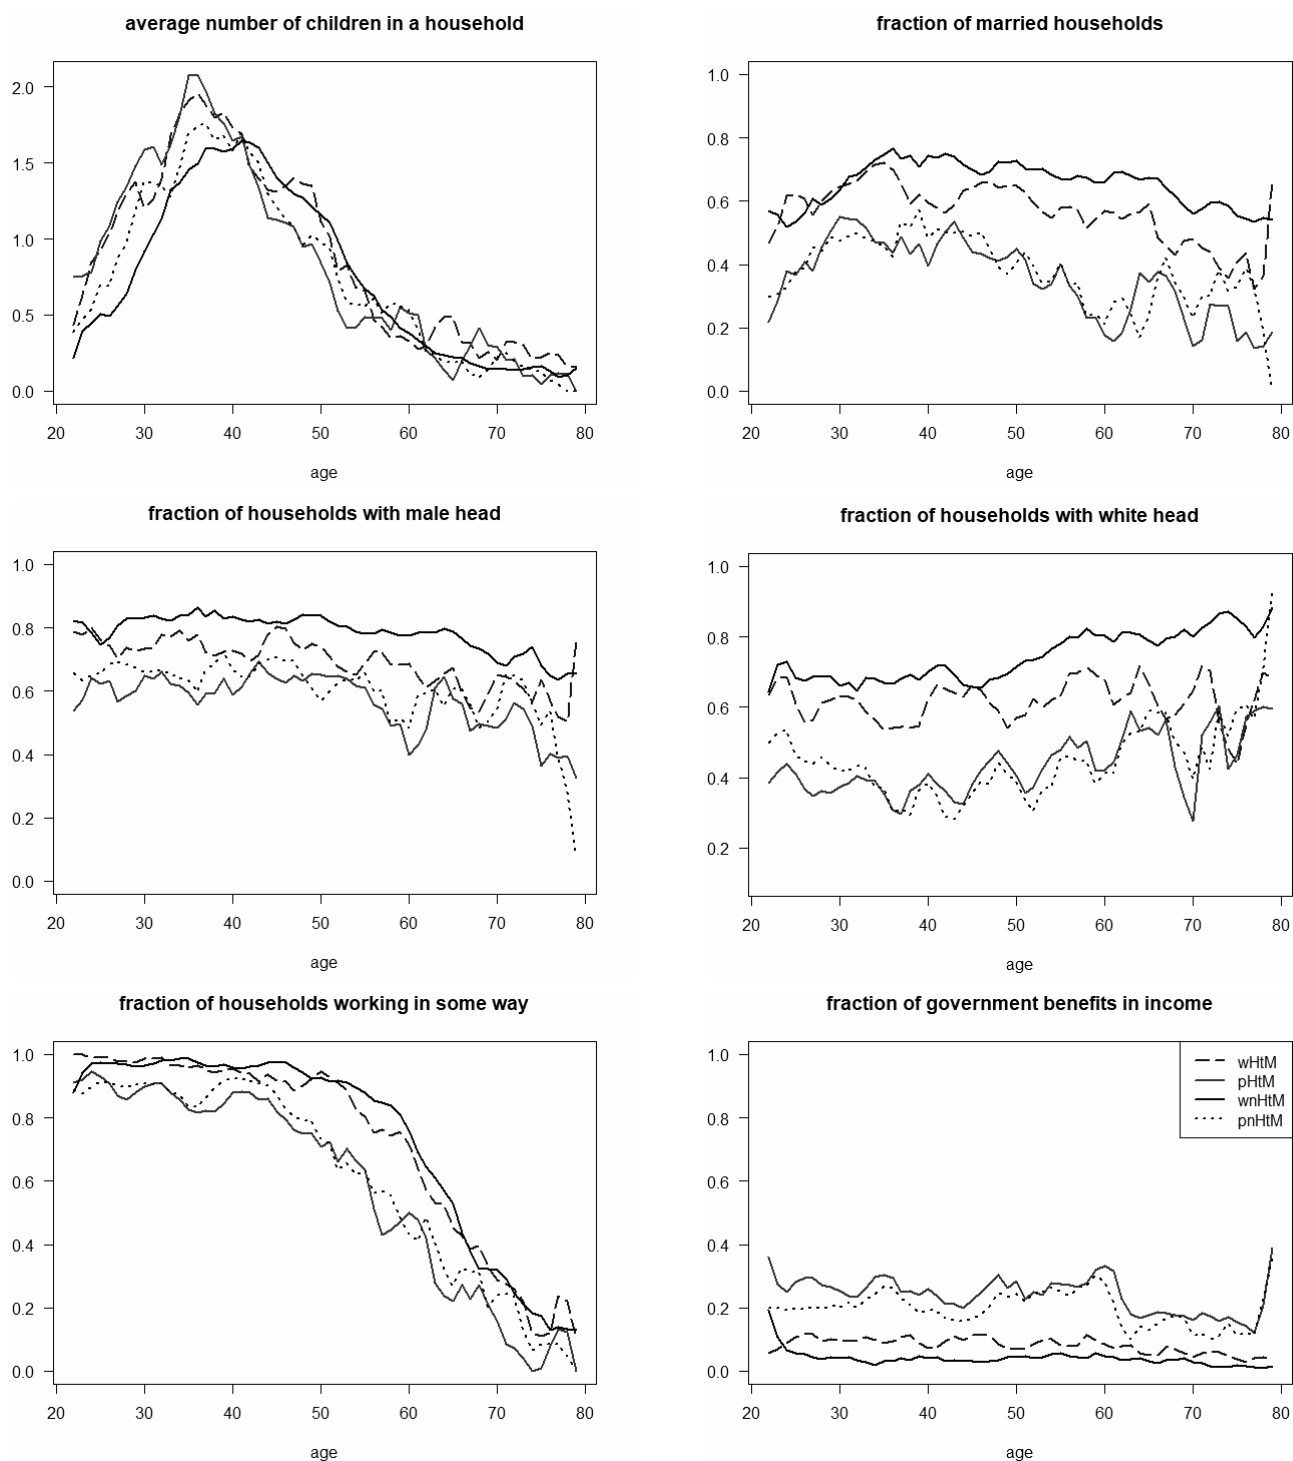 average number of children in a household
2.0
1.5
1.0
0.5
0.0
20 30 40 50 60 70 80
age
fraction of married households
1.0
0.8
0.6
0.4
0.2
0.0
20 30 40 50 60 70 80
age
fraction of households with male head
1.0
0.8
0.6
0.4
0.2
0.0
20 30 40 50 60 70 80
age
fraction of households with white head
1.0
0.8
0.6
0.4
0.2
20 30 40 50 60 70 80
age
fraction of households working in some way
1.0
0.8
0.6
0.4
0.2
0.0
20 30 40 50 60 70 80
age
fraction of government benefits in income
1.0
0.8
0.6
0.4
0.2
0.0
20 30 40 50 60 70 80
age
wHtM
pHtM
wnHtM
pnHtM